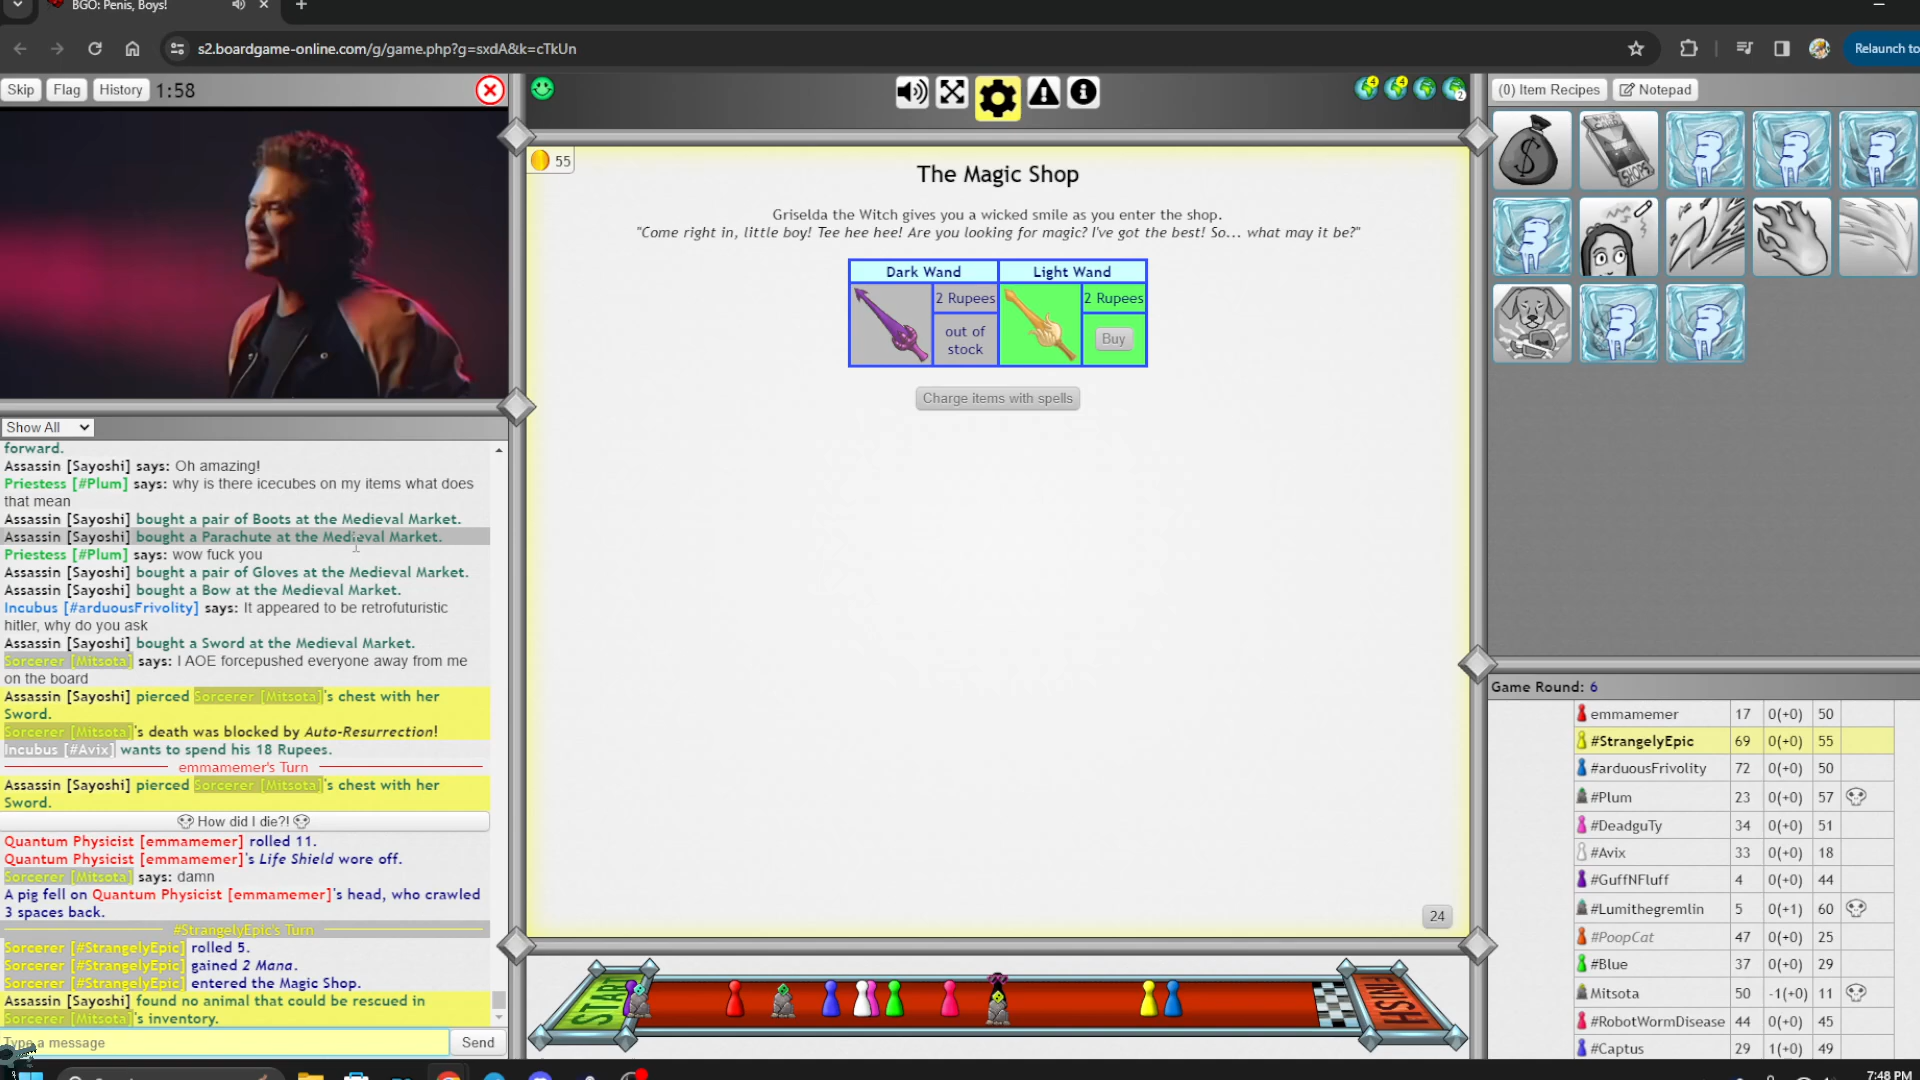 BGO: Penis, Boys!
s2.boardgame-online.com/g/game.php?g=sxdA&k=cTkUn
Relaunch to
Skip Flag History 1:58
4 4 2
(0) Item Recipes Notepad
55
The Magic Shop
Griselda the Witch gives you a wicked smile as you enter the shop.
"Come right in, little boy! Tee hee hee! Are you looking for magic? I've got the best! So... what may it be?"
Dark Wand Light Wand
2 Rupees 2 Rupees
out of stock Buy
Charge items with spells
24
START FINISH
Show All
forward.
Assassin [Sayoshi] says: Oh amazing!
Priestess [#Plum] says: why is there icecubes on my items what does
that mean
Assassin [Sayoshi] bought a pair of Boots at the Medieval Market.
Assassin [Sayoshi] bought a Parachute at the Medieval Market.
Priestess [#Plum] says: wow fuck you
Assassin [Sayoshi] bought a pair of Gloves at the Medieval Market.
Assassin [Sayoshi] bought a Bow at the Medieval Market.
Incubus [#arduousFrivolity] says: It appeared to be retrofuturistic
hitler, why do you ask
Assassin [Sayoshi] bought a Sword at the Medieval Market.
Sorcerer [Mitsota] says: I AOE forcepushed everyone away from me
on the board
Assassin [Sayoshi] pierced Sorcerer [Mitsota]'s chest with her
Sword.
Sorcerer [Mitsota]'s death was blocked by Auto-Resurrection!
Incubus [#Avix] wants to spend his 18 Rupees.
emmamemer's Turn
Assassin [Sayoshi] pierced Sorcerer [Mitsota]'s chest with her
Sword.
How did I die?!
Quantum Physicist [emmamemer] rolled 11.
Quantum Physicist [emmamemer]'s Life Shield wore off.
Sorcerer [Mitsota] says: damn
A pig fell on Quantum Physicist [emmamemer]'s head, who crawled
3 spaces back.
#StrangelyEpic's Turn
Sorcerer [#StrangelyEpic] rolled 5.
Sorcerer [#StrangelyEpic] gained 2 Mana.
Sorcerer [#StrangelyEpic] entered the Magic Shop.
Assassin [Sayoshi] found no animal that could be rescued in
Sorcerer [Mitsota]'s inventory.
Type a message Send
Game Round: 6
emmamemer 17 0(+0) 50
#StrangelyEpic 69 0(+0) 55
#arduousFrivolity 72 0(+0) 50
#Plum 23 0(+0) 57
#DeadguTy 34 0(+0) 51
#Avix 33 0(+0) 18
#GuffNFluff 4 0(+0) 44
#Lumithegremlin 5 0(+1) 60
#PoopCat 47 0(+0) 25
#Blue 37 0(+0) 29
Mitsota 50 -1(+0) 11
#RobotWormDisease 44 0(+0) 45
#Captus 29 1(+0) 49
7:48 PM